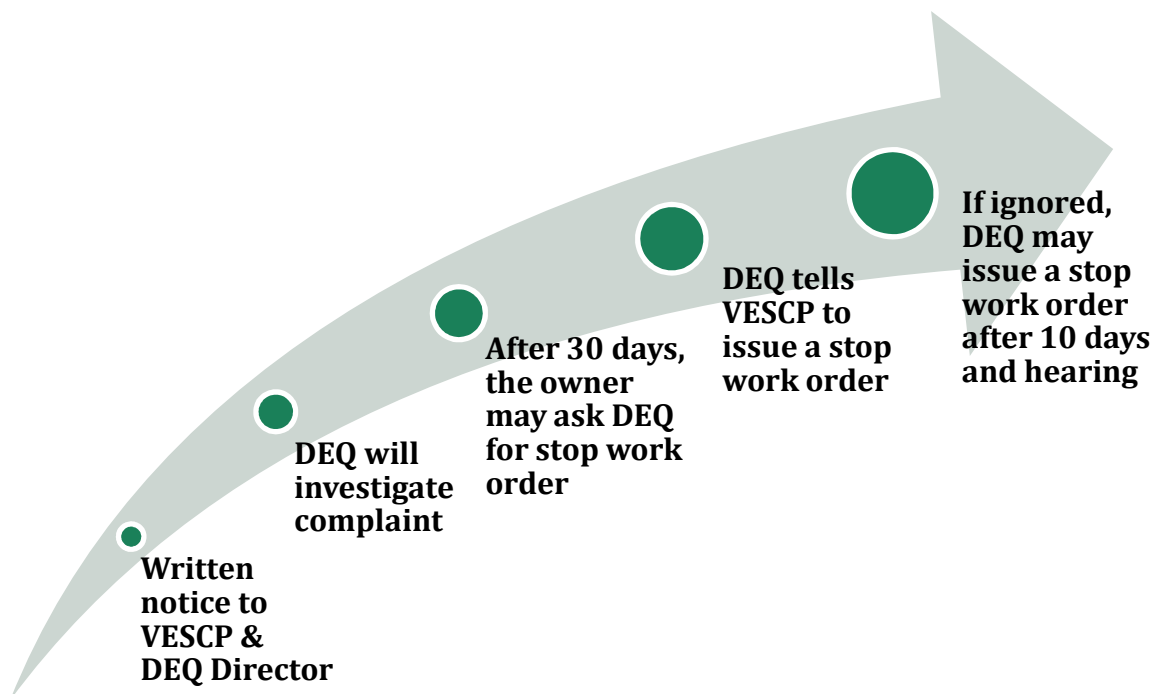 Written
notice to
VESCP &
DEQ Director
DEQ will
investigate
complaint
After 30 days,
the owner
may ask DEQ
for stop work
order
DEQ tells
VESCP to
issue a stop
work order
If ignored,
DEQ may
issue a stop
work order
after 10 days
and hearing